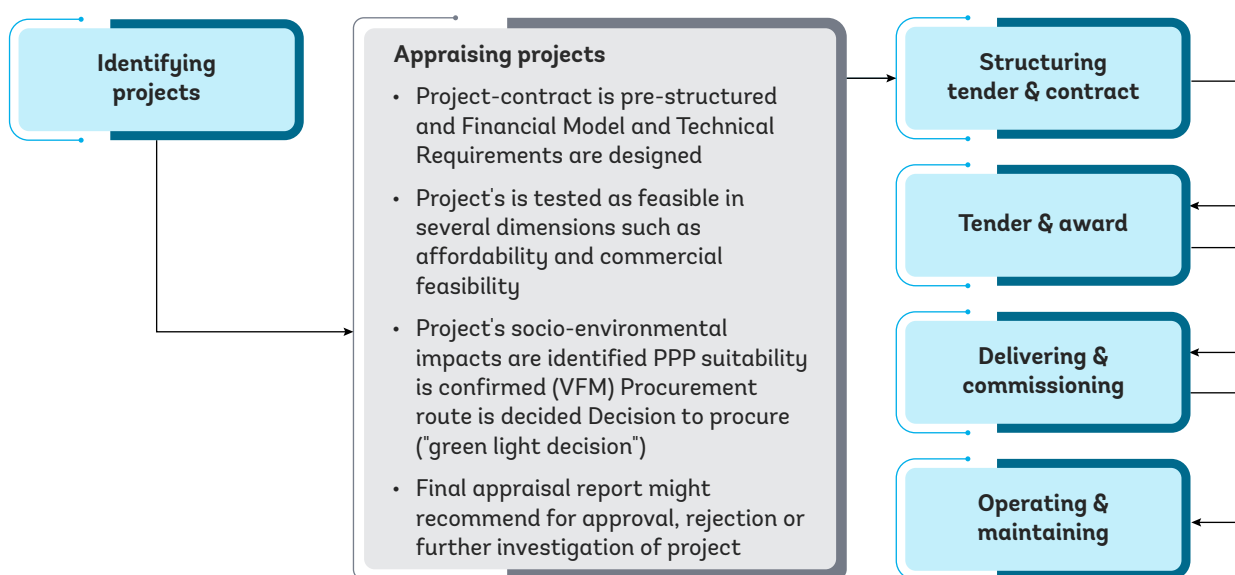 Identifying
projects
Appraising projects
• Project-contract is pre-structured
and Financial Model and Technical
Requirements are designed
• Project's is tested as feasible in
several dimensions such as
affordability and commercial
feasibility
• Project's socio-environmental
impacts are identified PPP suitability
is confirmed (VFM) Procurement
route is decided Decision to procure
("green light decision")
• Final appraisal report might
recommend for approval, rejection or
further investigation of project
Structuring
tender & contract
Tender & award
Delivering &
commissioning
Operating &
maintaining